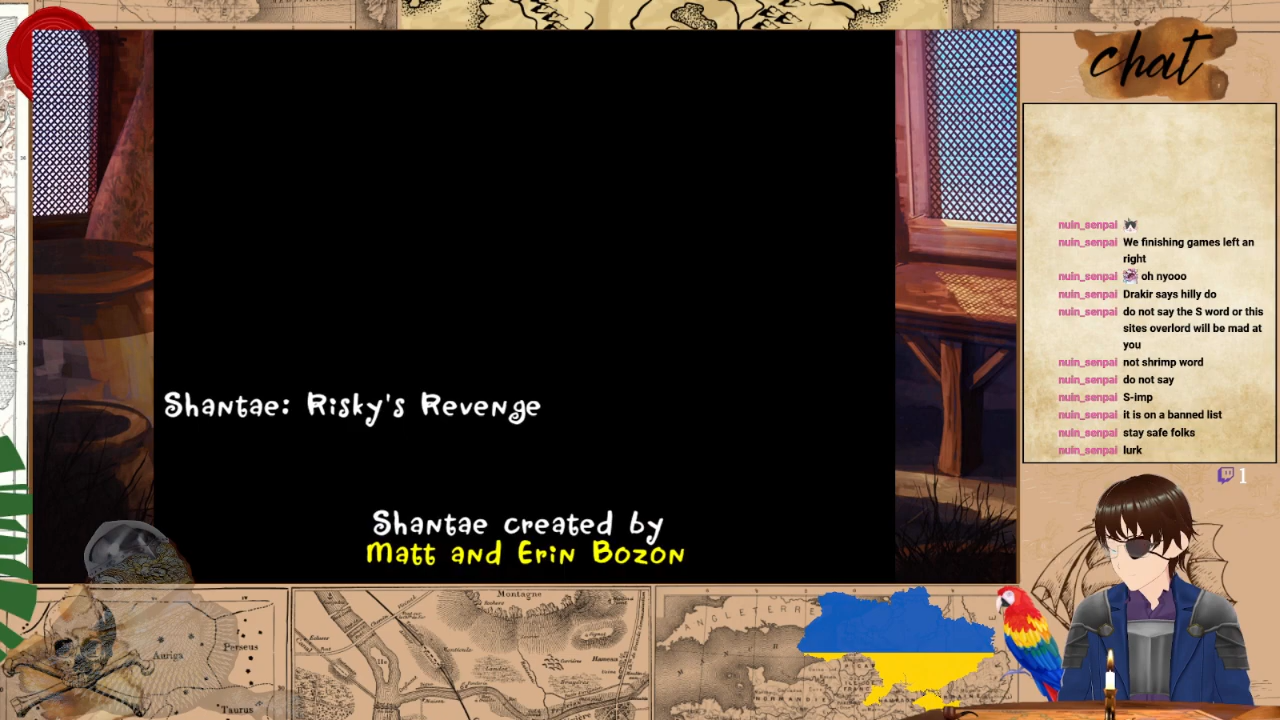 chat
nuin_senpai
nuin_senpai We finishing games left an
right
nuin_senpai oh nyooo
nuin_senpai Drakir says hilly do
nuin_senpai do not say the S word or this
sites overlord will be mad at
you
nuin_senpai not shrimp word
nuin_senpai do not say
nuin_senpai S-imp
nuin_senpai it is on a banned list
nuin_senpai stay safe folks
nuin_senpai lurk
1
Shantae: Risky's Revenge
Shantae created by
Matt and Erin Bozon
Montagne
ANGLETERRE
Auriga
Perseus
Taurus